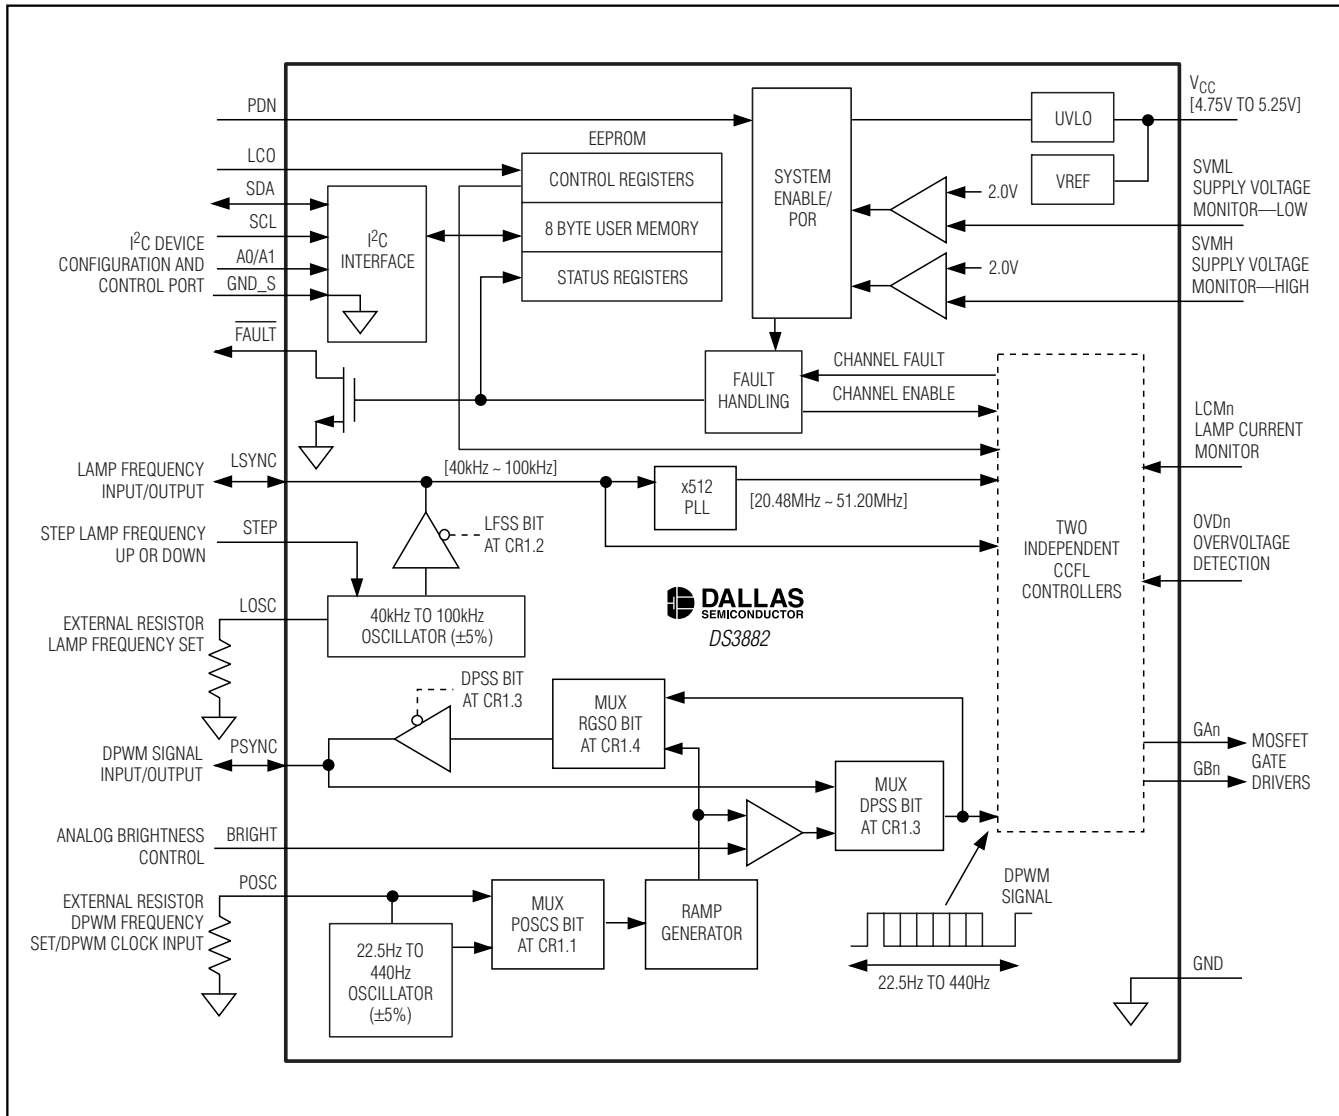 PDN
LCO
SDA
SCL
A0/A1
GND_S
I2C DEVICE
CONFIGURATION AND
CONTROL PORT
FAULT
I2C
INTERFACE
EEPROM
CONTROL REGISTERS
8 BYTE USER MEMORY
STATUS REGISTERS
SYSTEM
ENABLE/
POR
UVLO
VREF
2.0V
2.0V
VCC
[4.75V TO 5.25V]
SVML
SUPPLY VOLTAGE
MONITOR—LOW
SVMH
SUPPLY VOLTAGE
MONITOR—HIGH
FAULT
HANDLING
CHANNEL FAULT
CHANNEL ENABLE
LCMn
LAMP CURRENT
MONITOR
LAMP FREQUENCY
INPUT/OUTPUT
LSYNC
[40kHz ~ 100kHz]
x512
PLL
[20.48MHz ~ 51.20MHz]
STEP LAMP FREQUENCY
UP OR DOWN
STEP
LFSS BIT
AT CR1.2
TWO
INDEPENDENT
CCFL
CONTROLLERS
OVDn
OVERVOLTAGE
DETECTION
LOSC
EXTERNAL RESISTOR
LAMP FREQUENCY SET
40kHz TO 100kHz
OSCILLATOR (±5%)
DALLAS
SEMICONDUCTOR
DS3882
DPSS BIT
AT CR1.3
MUX
RGSO BIT
AT CR1.4
DPWM SIGNAL
INPUT/OUTPUT
PSYNC
MUX
DPSS BIT
AT CR1.3
GAn
GBn
MOSFET
GATE
DRIVERS
ANALOG BRIGHTNESS
CONTROL
BRIGHT
POSC
EXTERNAL RESISTOR
DPWM FREQUENCY
SET/DPWM CLOCK INPUT
22.5Hz TO
440Hz
OSCILLATOR
(±5%)
MUX
POSCS BIT
AT CR1.1
RAMP
GENERATOR
DPWM
SIGNAL
22.5Hz TO 440Hz
GND